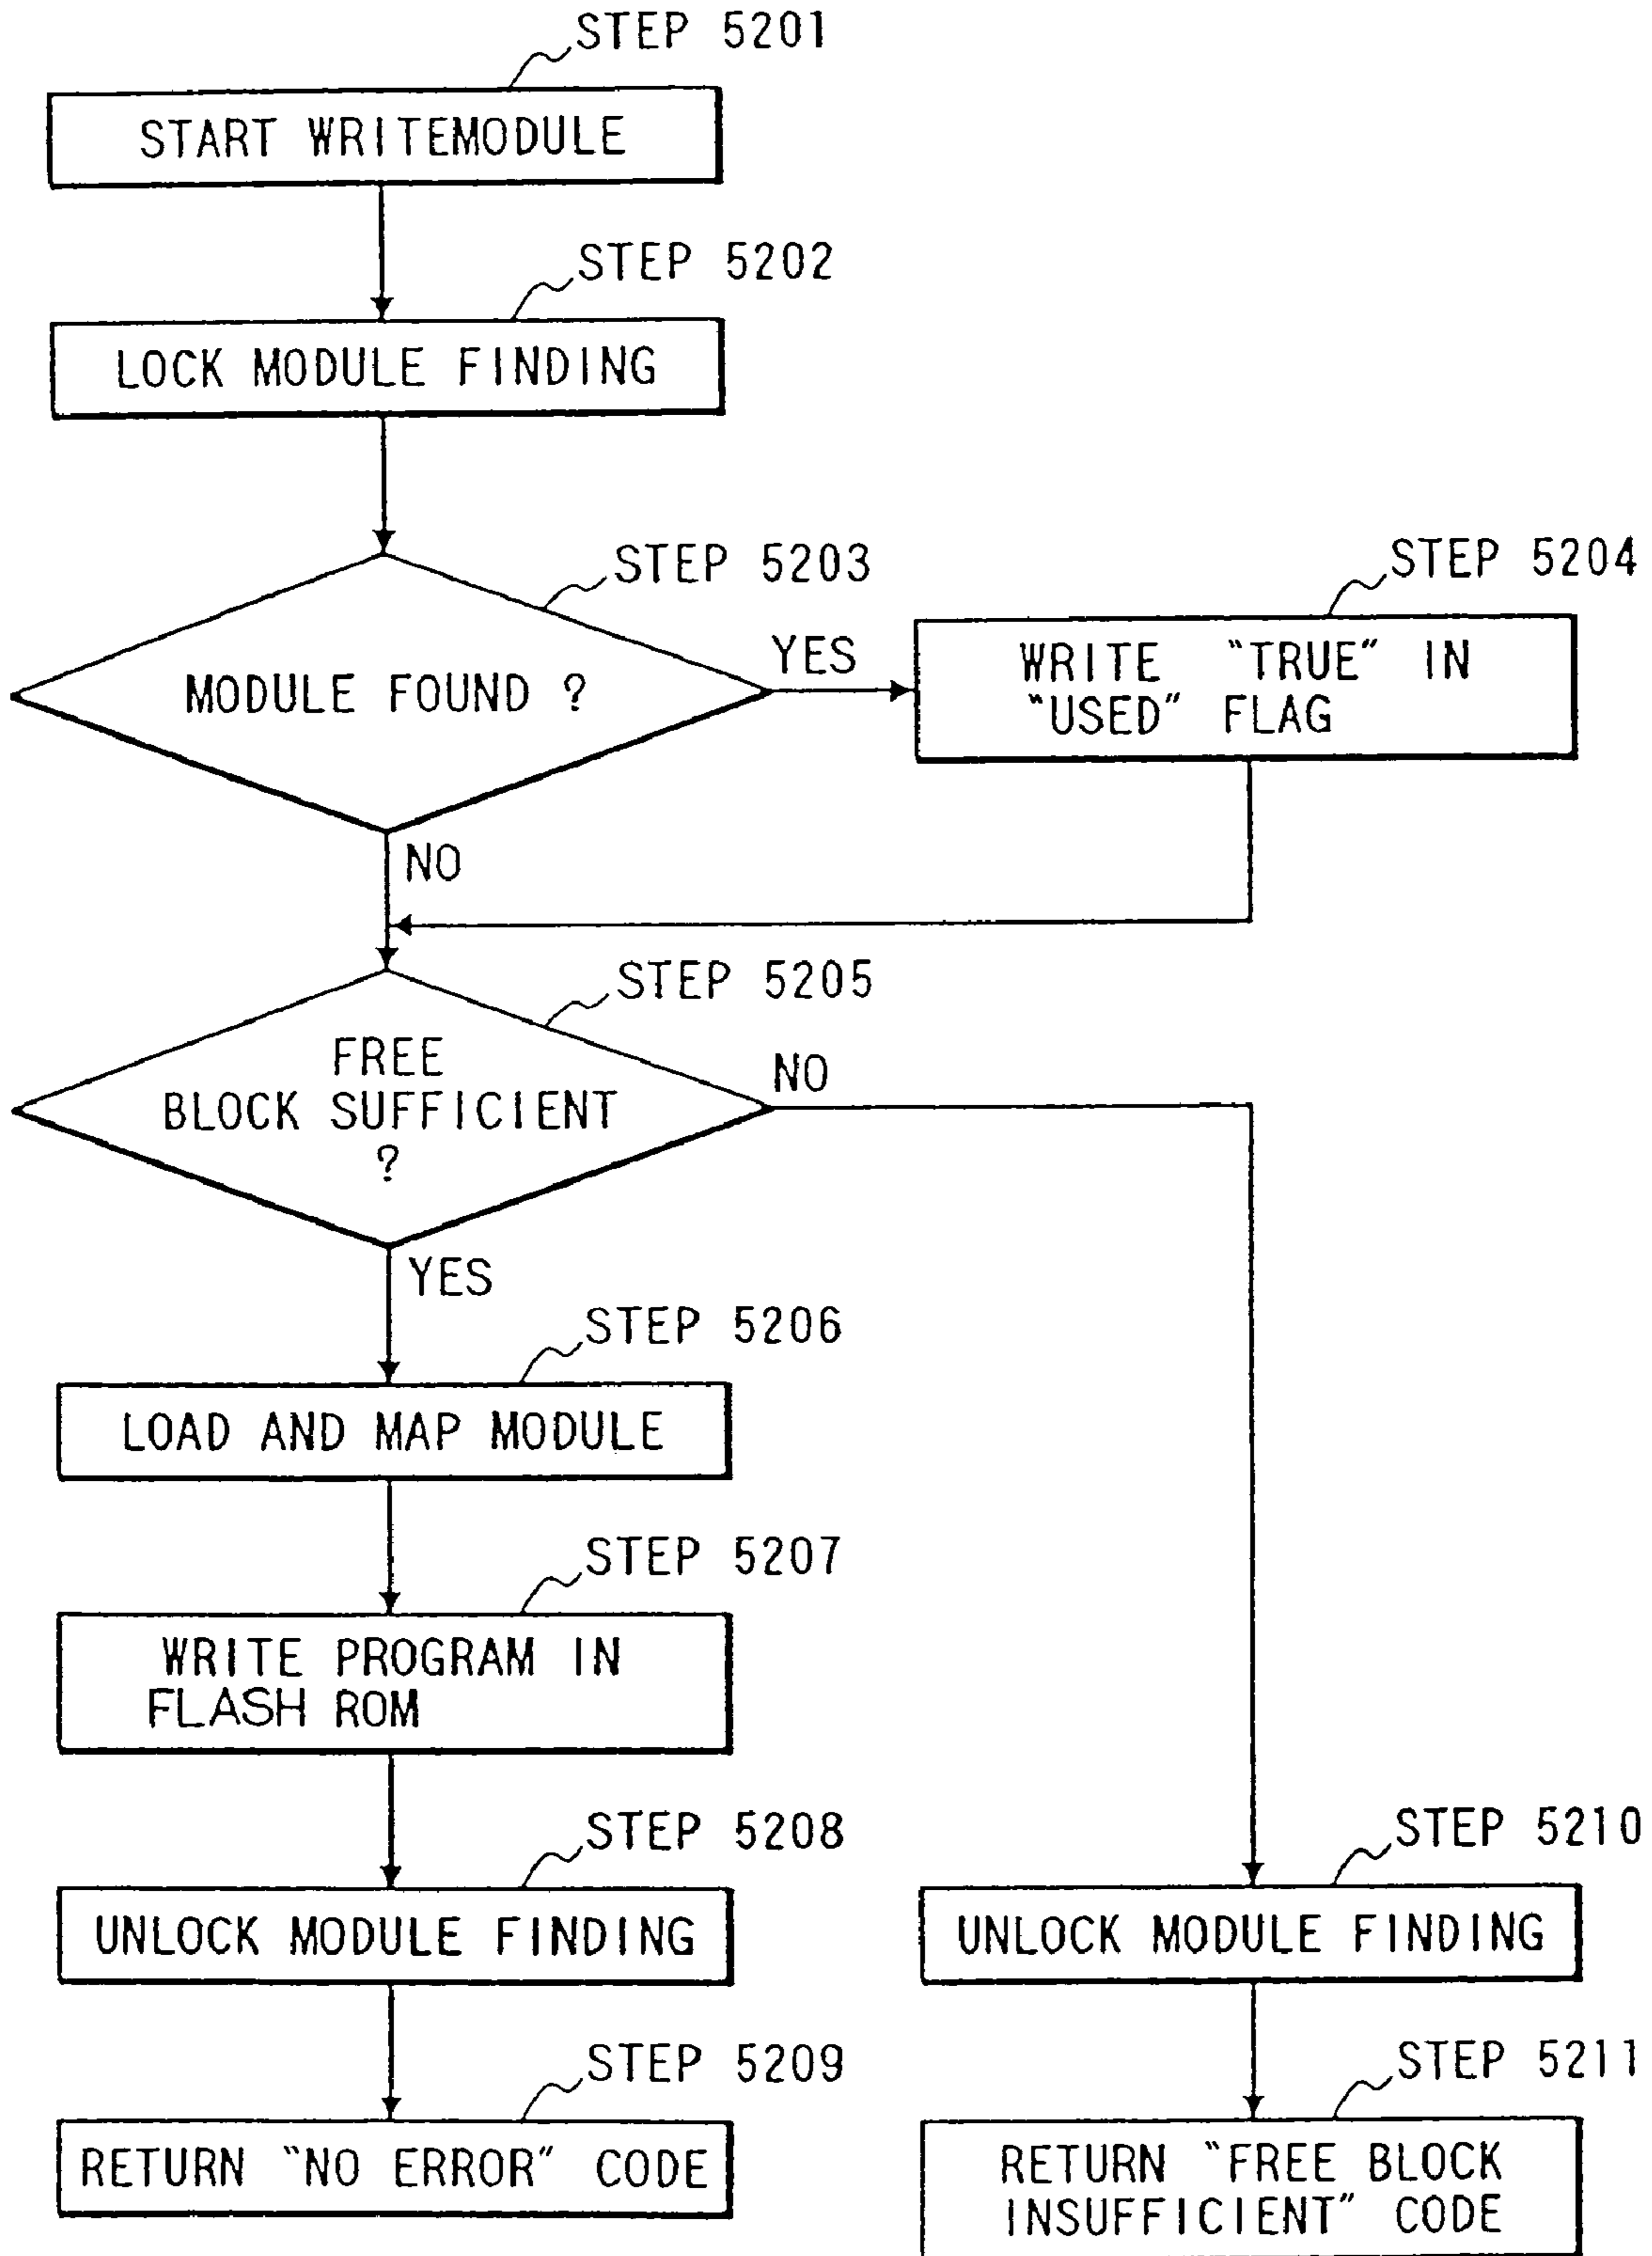 STEP 5201
START WRITEMODULE
STEP 5202
LOCK MODULE FINDING
STEP 5203
MODULE FOUND ?
YES
NO
STEP 5204
WRITE "TRUE" IN
"USED" FLAG
STEP 5205
FREE
BLOCK SUFFICIENT
?
NO
YES
STEP 5206
LOAD AND MAP MODULE
STEP 5207
WRITE PROGRAM IN
FLASH ROM
STEP 5208
UNLOCK MODULE FINDING
STEP 5209
RETURN "NO ERROR" CODE
STEP 5210
UNLOCK MODULE FINDING
STEP 5211
RETURN "FREE BLOCK
INSUFFICIENT" CODE